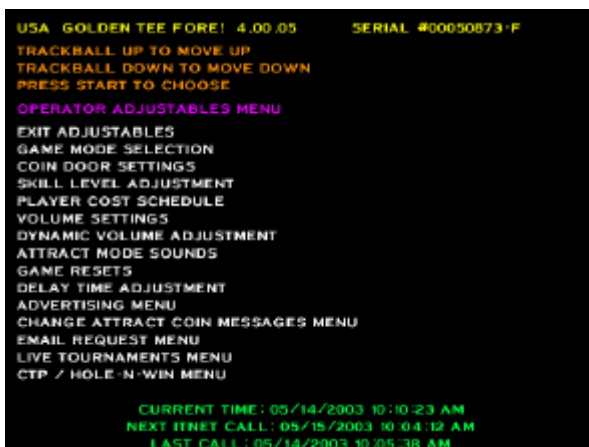 USA GOLDEN TEE FORE! 4.00.05 SERIAL #00050873-F
TRACKBALL UP TO MOVE UP
TRACKBALL DOWN TO MOVE DOWN
PRESS START TO CHOOSE
OPERATOR ADJUSTABLES MENU
EXIT ADJUSTABLES
GAME MODE SELECTION
COIN DOOR SETTINGS
SKILL LEVEL ADJUSTMENT
PLAYER COST SCHEDULE
VOLUME SETTINGS
DYNAMIC VOLUME ADJUSTMENT
ATTRACT MODE SOUNDS
GAME RESETS
DELAY TIME ADJUSTMENT
ADVERTISING MENU
CHANGE ATTRACT COIN MESSAGES MENU
EMAIL REQUEST MENU
LIVE TOURNAMENTS MENU
CTP / HOLE-N-WIN MENU
CURRENT TIME: 05/14/2003 10:10:23 AM
NEXT ITNET CALL: 05/15/2003 10:04:12 AM
LAST CALL: 05/14/2003 10:05:38 AM